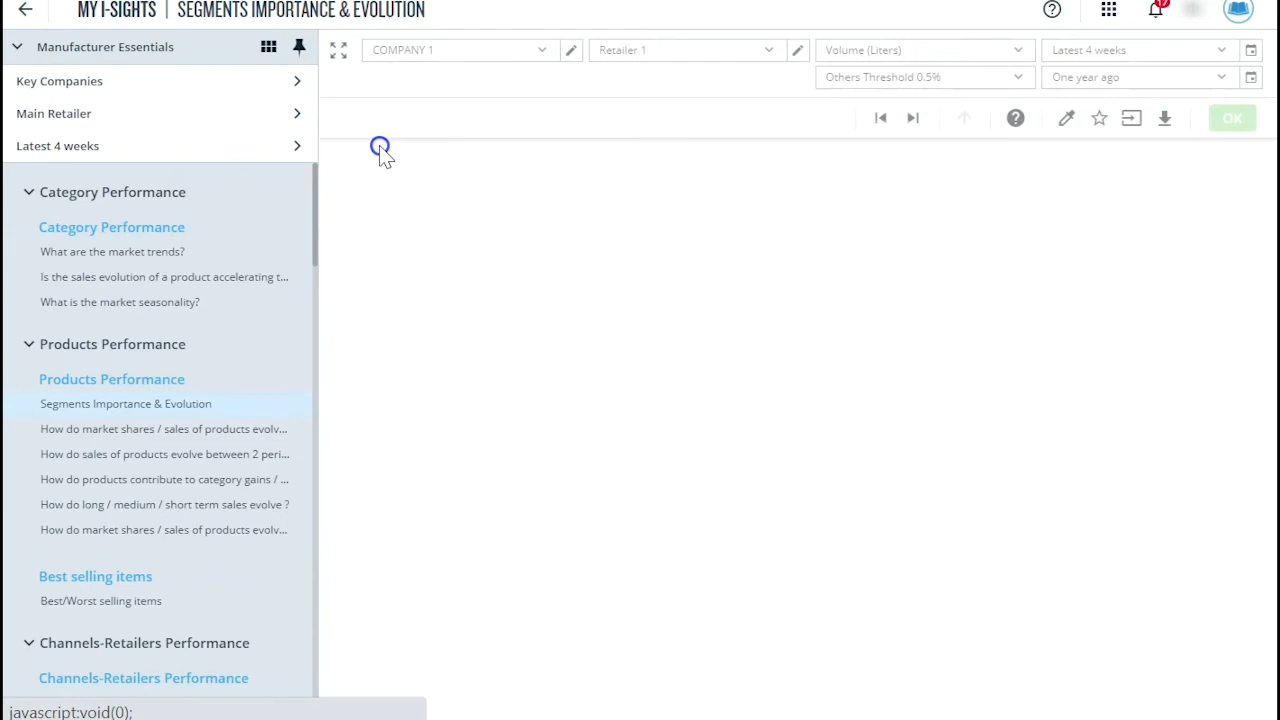 MY I-SIGHTS | SEGMENTS IMPORTANCE & EVOLUTION
17
Manufacturer Essentials
COMPANY 1
Retailer 1
Volume (Liters)
Latest 4 weeks
Others Threshold 0.5%
One year ago
OK
Key Companies
Main Retailer
Latest 4 weeks
Category Performance
Category Performance
What are the market trends?
Is the sales evolution of a product accelerating t...
What is the market seasonality?
Products Performance
Products Performance
Segments Importance & Evolution
How do market shares / sales of products evolv...
How do sales of products evolve between 2 peri...
How do products contribute to category gains / ...
How do long / medium / short term sales evolve ?
How do market shares / sales of products evolv...
Best selling items
Best/Worst selling items
Channels-Retailers Performance
Channels-Retailers Performance
javascript:void(0);